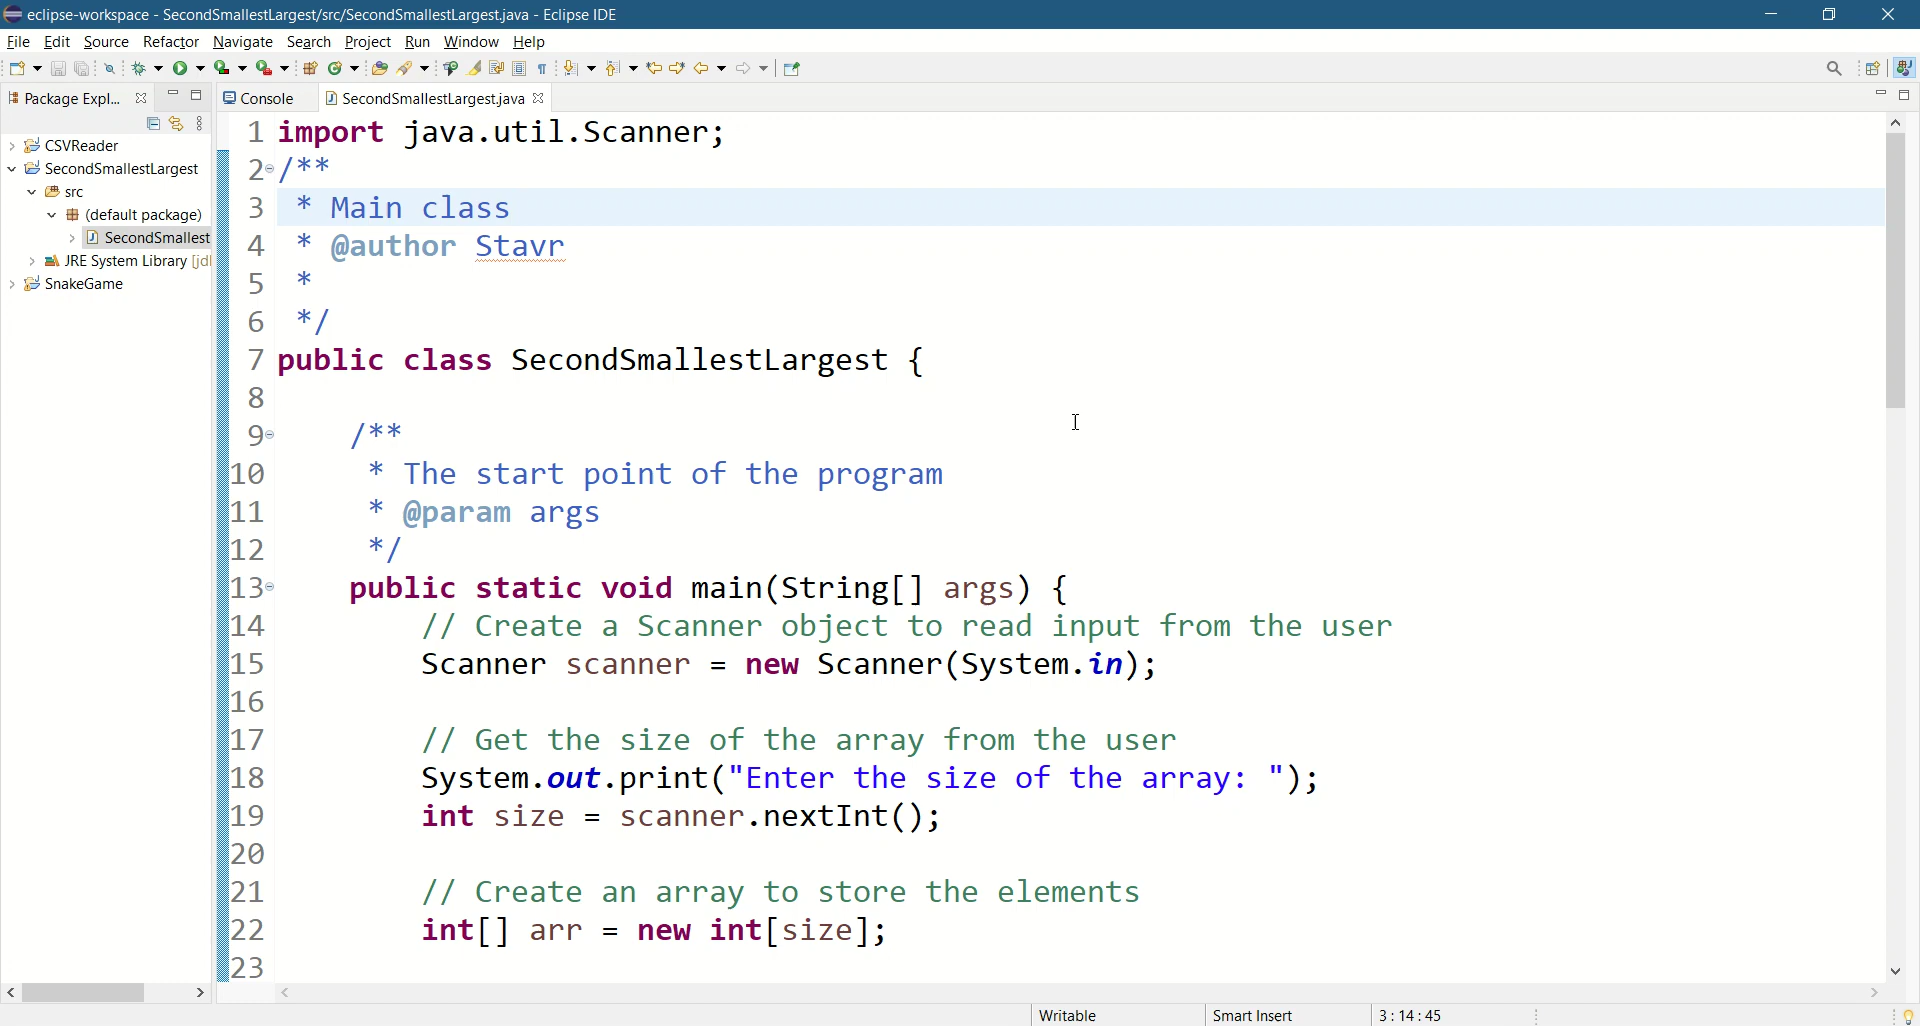 eclipse-workspace - SecondSmallestLargest/src/SecondSmallestLargest.java - Eclipse IDE
File Edit Source Refactor Navigate Search Project Run Window Help
Package Expl...
Console
SecondSmallestLargest.java
CSVReader
SecondSmallestLargest
src
(default package)
SecondSmallest
JRE System Library [jd
SnakeGame
1 import java.util.Scanner;
2 /**
3 * Main class
4 * @author Stavr
5 *
6 */
7 public class SecondSmallestLargest {
8
9 /**
10 * The start point of the program
11 * @param args
12 */
13 public static void main(String[] args) {
14 // Create a Scanner object to read input from the user
15 Scanner scanner = new Scanner(System.in);
16
17 // Get the size of the array from the user
18 System.out.print("Enter the size of the array: ");
19 int size = scanner.nextInt();
20
21 // Create an array to store the elements
22 int[] arr = new int[size];
23
Writable
Smart Insert
3 : 14 : 45